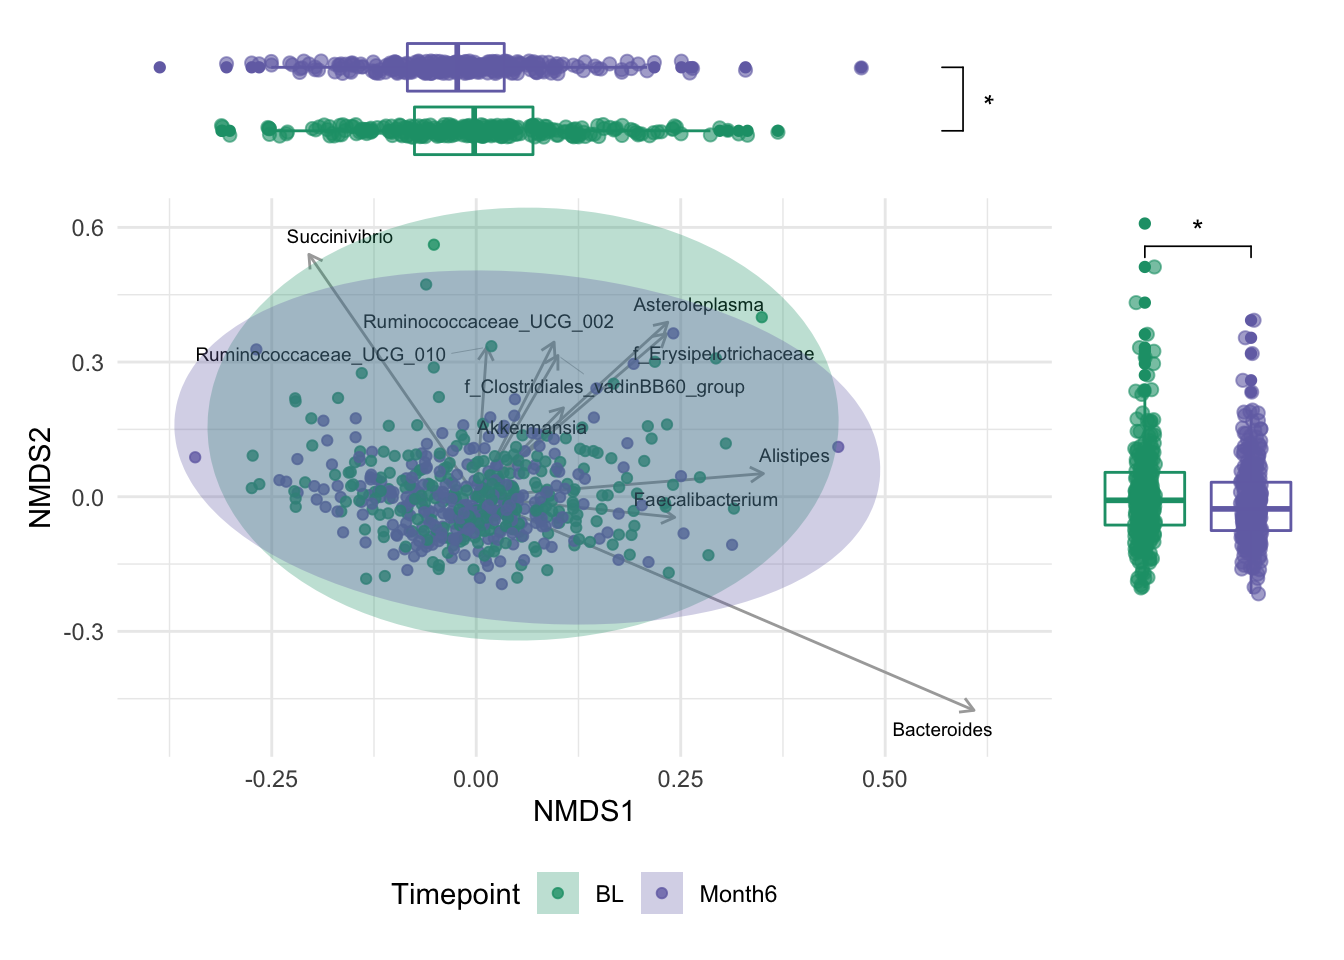 *
*
0.6
Succinivibrio
Asteroleplasma
Ruminococcaceae_UCG_002
Ruminococcaceae_UCG_010
f_Erysipelotrichaceae
0.3
f_Clostridiales_vadinBB60_group
Akkermansia
Alistipes
Faecalibacterium
0.0
NMDS2
-0.3
Bacteroides
-0.25 0.00 0.25 0.50
NMDS1
Timepoint BL Month6